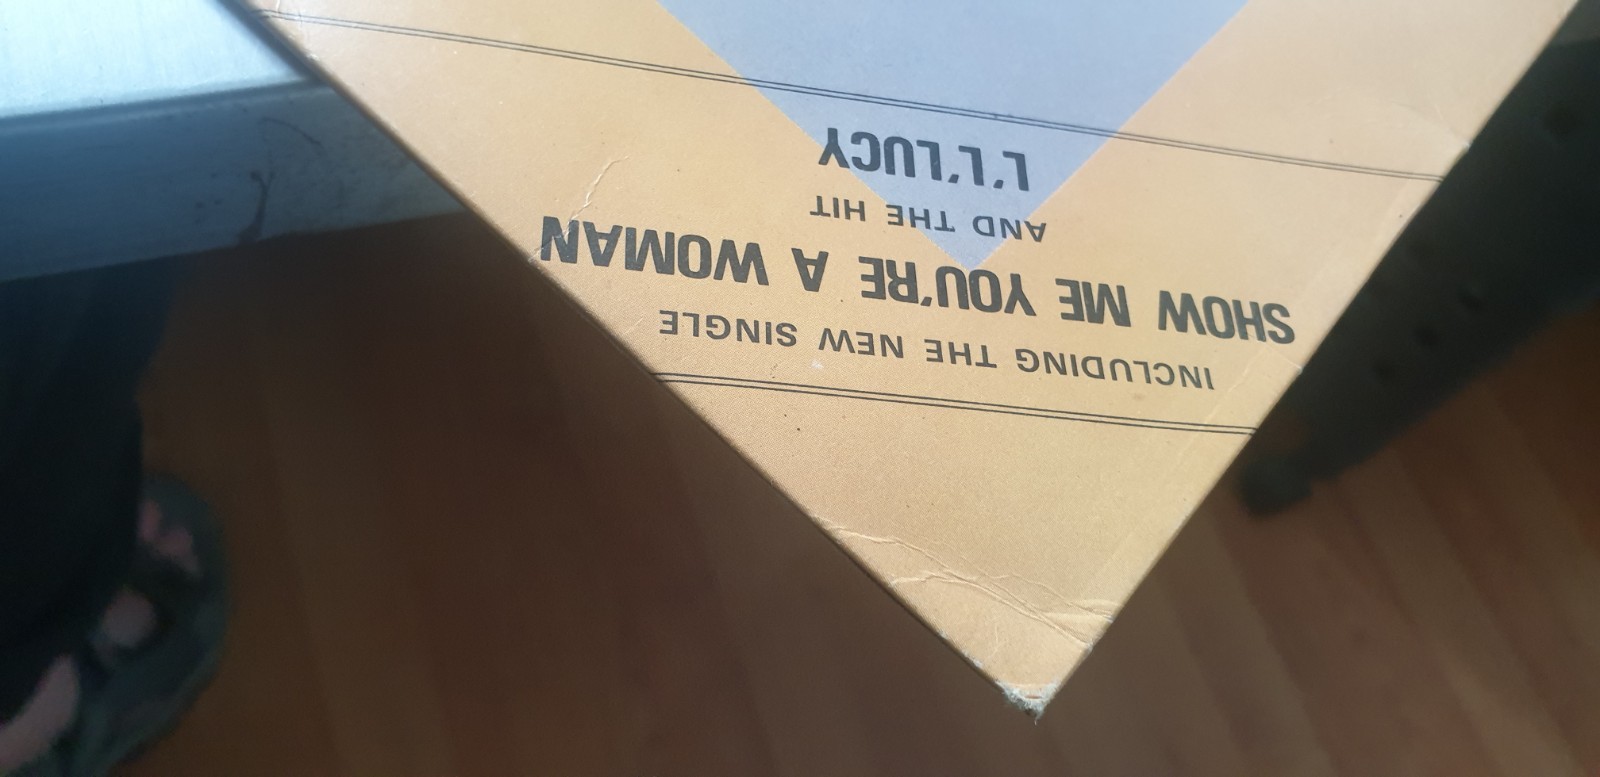 INCLUDING THE NEW SINGLE
SHOW ME YOU'RE A WOMAN
AND THE HIT
L'L'LUCY